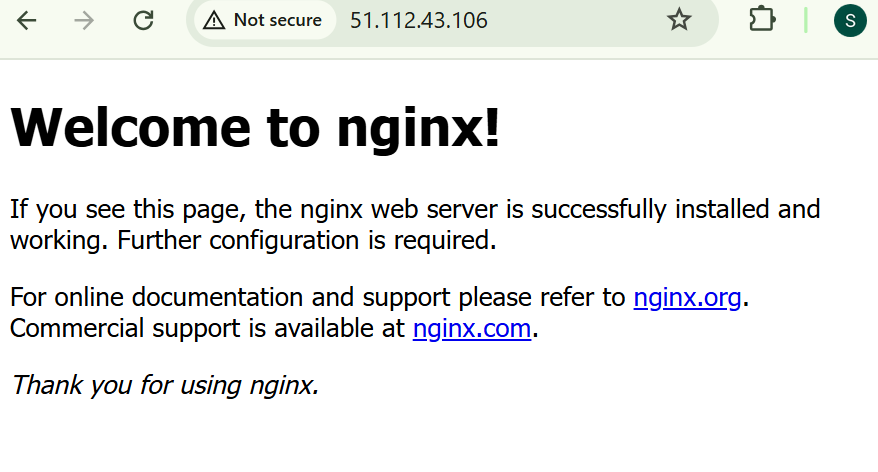 Not secure 51.112.43.106
S
Welcome to nginx!
If you see this page, the nginx web server is successfully installed and
working. Further configuration is required.
For online documentation and support please refer to nginx.org.
Commercial support is available at nginx.com.
Thank you for using nginx.